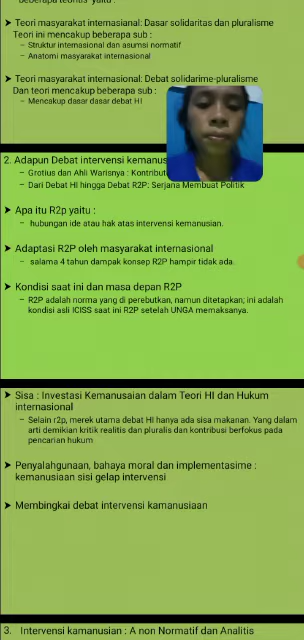 beberapa teoritis yaitu :
➤ Teori masyarakat internasianal: Dasar solidaritas dan pluralisme
Teori ini mencakup beberapa sub :
– Struktur internasional dan asumsi normatif
– Anatomi masyarakat internasional
➤ Teori masyarakat internasional: Debat solidarime-pluralisme
Dan teori mencakup beberapa sub :
– Mencakup dasar dasar debat HI
2. Adapun Debat intervensi kemanus
– Grotius dan Ahli Warisnya : Kontribut
– Dari Debat HI hingga Debat R2P: Serjana Membuat Politik
➤ Apa itu R2p yaitu :
– hubungan ide atau hak atas intervensi kemanusian.
➤ Adaptasi R2P oleh masyarakat internasional
– salama 4 tahun dampak konsep R2P hampir tidak ada.
➤ Kondisi saat ini dan masa depan R2P
– R2P adalah norma yang di perebutkan, namun ditetapkan; ini adalah
kondisi asli ICISS saat ini R2P setelah UNGA memaksanya.
➤ Sisa : Investasi Kemanusaian dalam Teori HI dan Hukum
internasional
– Selain r2p, merek utama debat HI hanya ada sisa makanan. Yang dalam
arti demikian kritik realitis dan pluralis dan kontribusi berfokus pada
pencarian hukum
➤ Penyalahgunaan, bahaya moral dan implementasime :
kemanusiaan sisi gelap intervensi
➤ Membingkai debat intervensi kamanusiaan
3. Intervensi kamanusian : A non Normatif dan Analitis